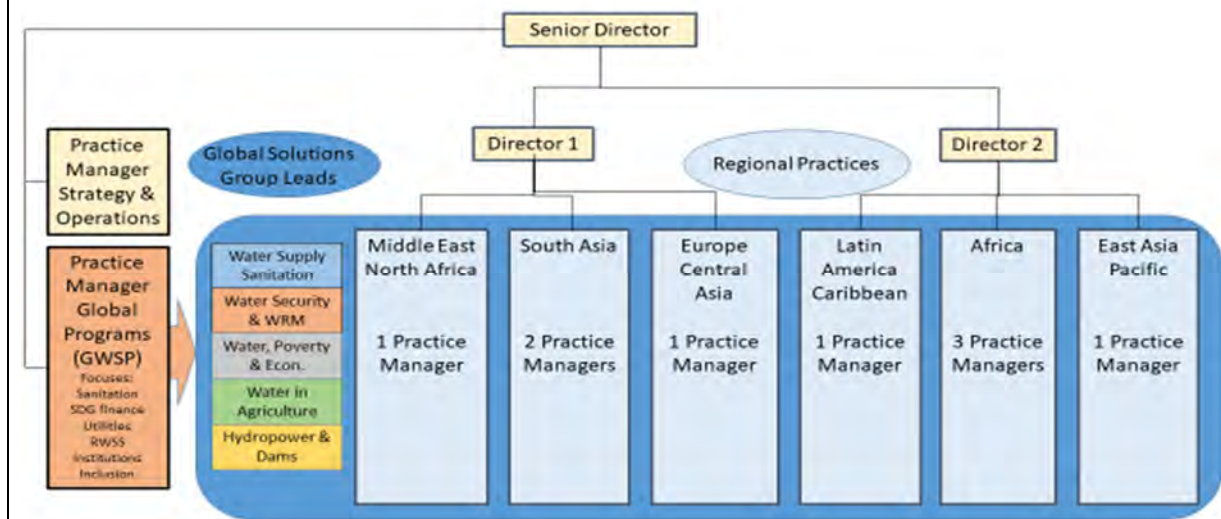 Senior Director
Director 1
Director 2
Practice
Manager
Strategy &
Operations
Global Solutions
Group Leads
Regional Practices
Practice
Manager
Global
Programs
(GWSP)
Focuses:
Sanitation
SDG finance
Utilities
RWSS
Institutions
Inclusion
Water Supply
Sanitation
Water Security
& WRM
Water, Poverty
& Econ.
Water in
Agriculture
Hydropower &
Dams
Middle East
North Africa
1 Practice
Manager
South Asia
2 Practice
Managers
Europe
Central
Asia
1 Practice
Manager
Latin
America
Caribbean
1 Practice
Manager
Africa
3 Practice
Managers
East Asia
Pacific
1 Practice
Manager